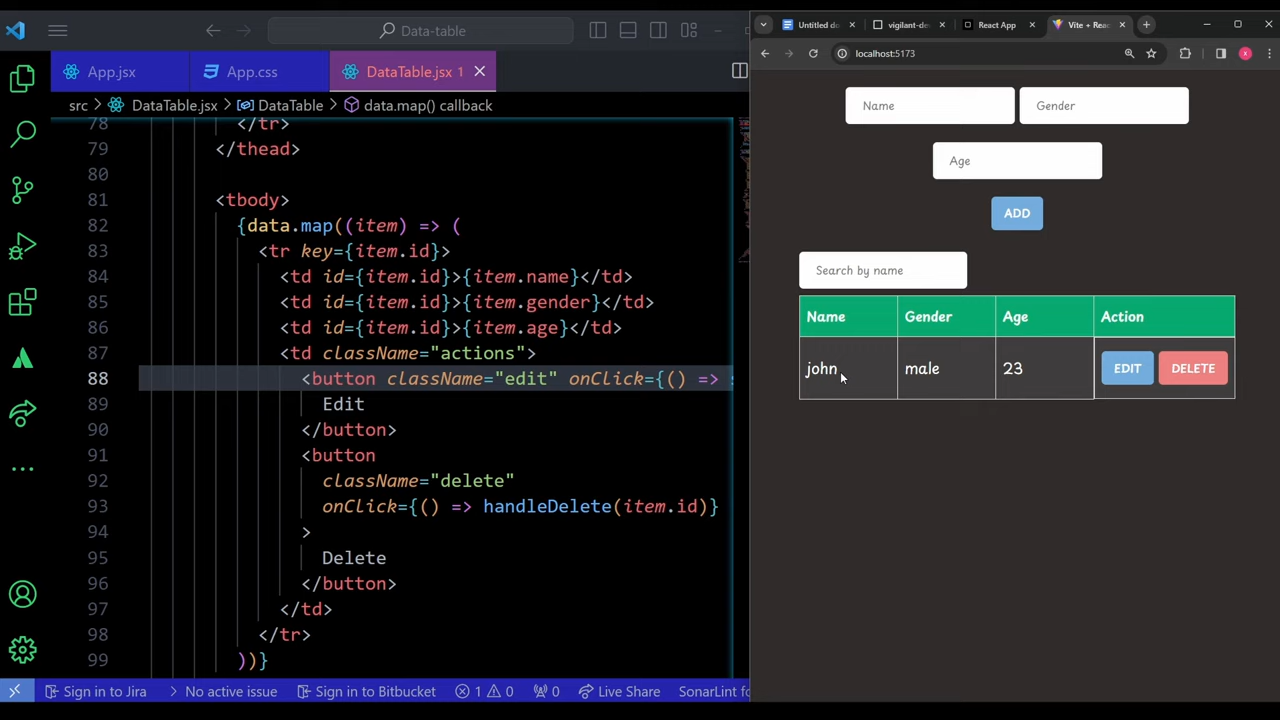 Data-table
App.jsx
App.css
DataTable.jsx 1
src > DataTable.jsx > DataTable > data.map() callback
78 </tr>
79 </thead>
80
81 <tbody>
82 {data.map((item) => (
83 <tr key={item.id}>
84 <td id={item.id}>{item.name}</td>
85 <td id={item.id}>{item.gender}</td>
86 <td id={item.id}>{item.age}</td>
87 <td className="actions">
88 <button className="edit" onClick={() =>
89 Edit
90 </button>
91 <button
92 className="delete"
93 onClick={() => handleDelete(item.id)}
94 >
95 Delete
96 </button>
97 </td>
98 </tr>
99 ))}
Sign in to Jira No active issue Sign in to Bitbucket 1 0 0 Live Share SonarLint
Untitled vigilant-de React App Vite + Rea
localhost:5173
x
Name Gender
Age
ADD
Search by name
Name Gender Age Action
john male 23 EDIT DELETE